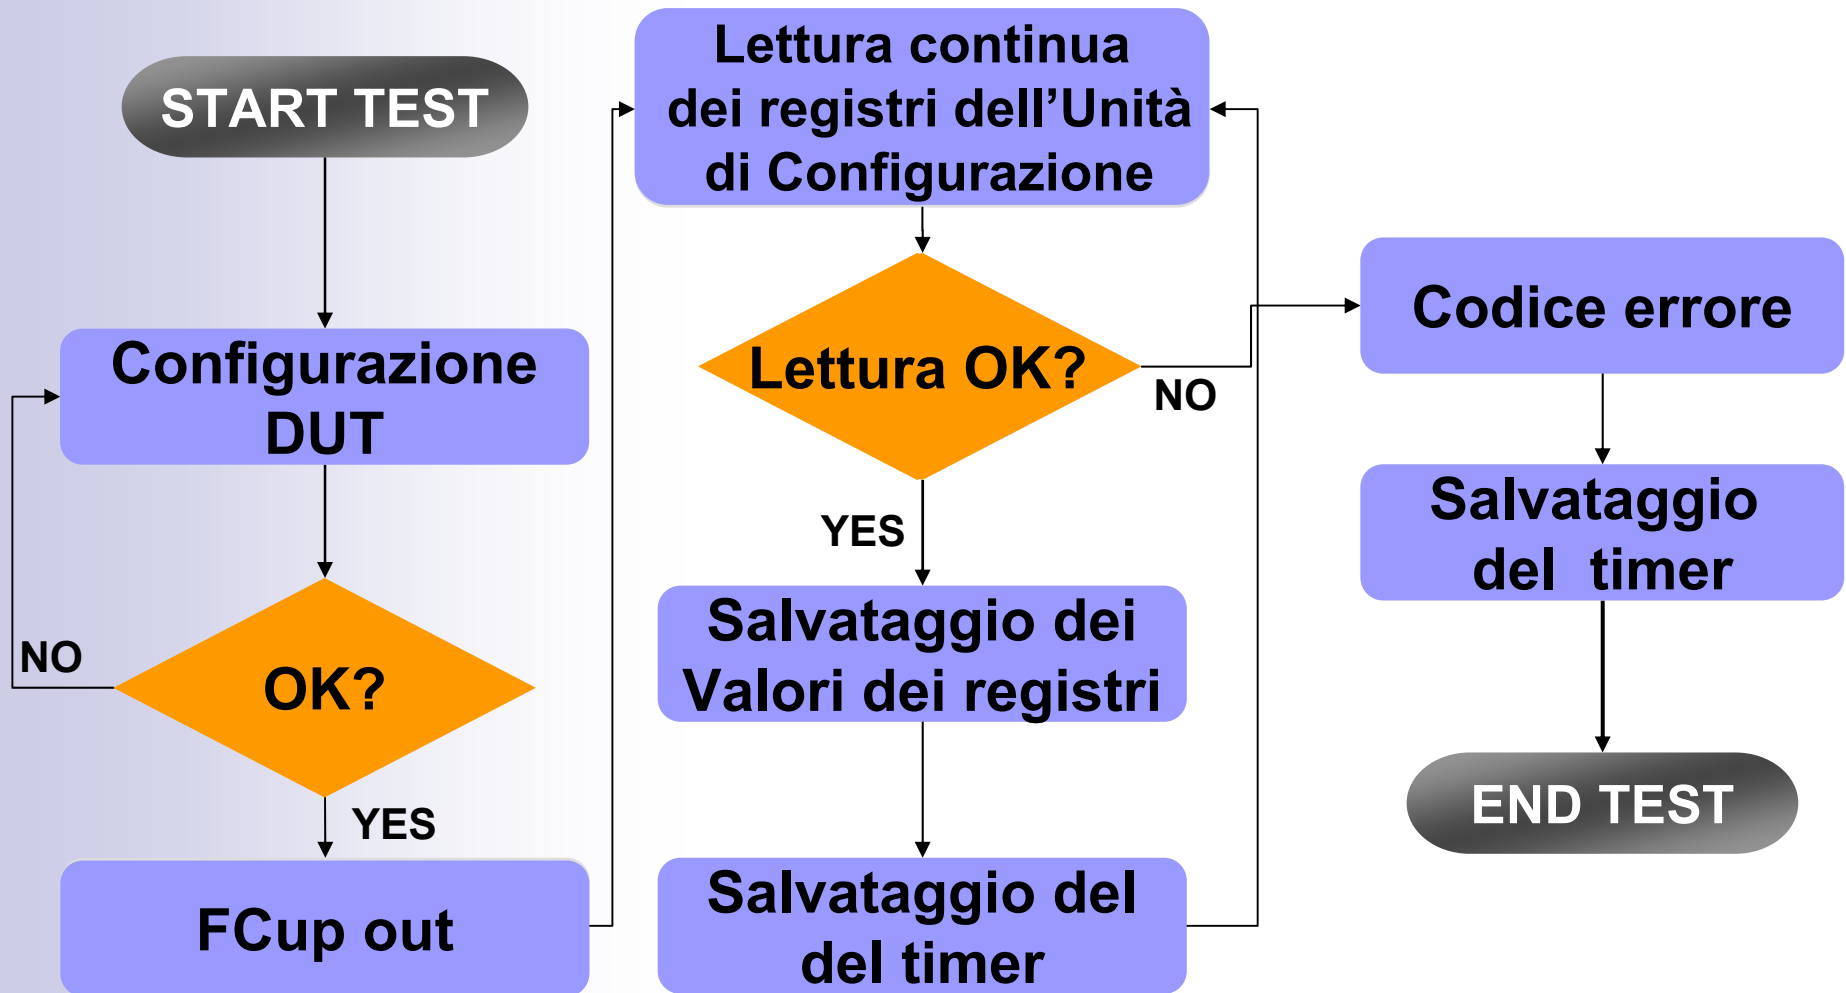 START TEST
Configurazione
DUT
OK?
NO
YES
FCup out
Lettura continua
dei registri dell’Unità
di Configurazione
Lettura OK?
NO
YES
Salvataggio dei
Valori dei registri
Salvataggio del
del timer
Codice errore
Salvataggio
del timer
END TEST